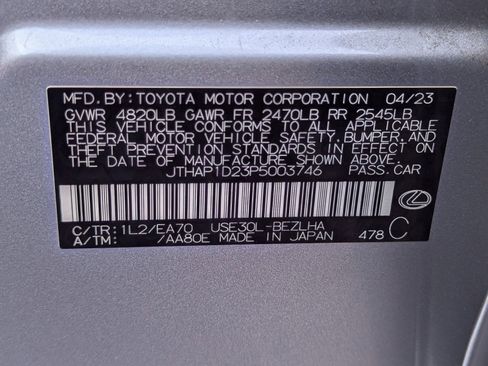 MFD.BY:TOYOTA MOTOR CORPORATION 04/23
GVWR 4820LB GAWR FR 2470LB RR 2545LB
THIS VEHICLE CONFORMS TO ALL APPLICABLE
FEDERAL MOTOR VEHICLE SAFETY,BUMPER,AND
THEFT PREVENTION STANDARDS IN EFFECT ON
THE DATE OF MANUFACTURE SHOWN ABOVE.
JTHAP1D23P5003746 PASS.CAR
C/TR:1L2/EA70 USE30L-BEZLHA
A/TM: /AA80E MADE IN JAPAN 478 C